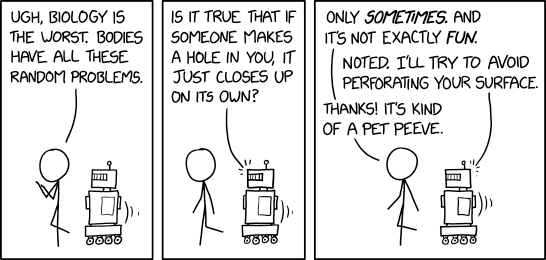 UGH, BIOLOGY IS
THE WORST. BODIES
HAVE ALL THESE
RANDOM PROBLEMS.
IS IT TRUE THAT IF
SOMEONE MAKES
A HOLE IN YOU, IT
JUST CLOSES UP
ON ITS OWN?
ONLY SOMETIMES. AND
IT'S NOT EXACTLY FUN.
NOTED. I'LL TRY TO AVOID
PERFORATING YOUR SURFACE.
THANKS! IT'S KIND
OF A PET PEEVE.